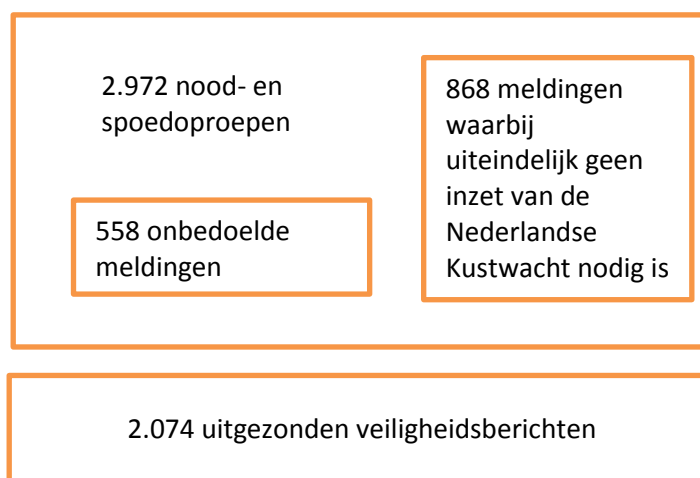 2.972 nood- en
spoedoproepen
558 onbedoelde
meldingen
868 meldingen
waarbij
uiteindelijk geen
inzet van de
Nederlandse
Kustwacht nodig is
2.074 uitgezonden veiligheidsberichten